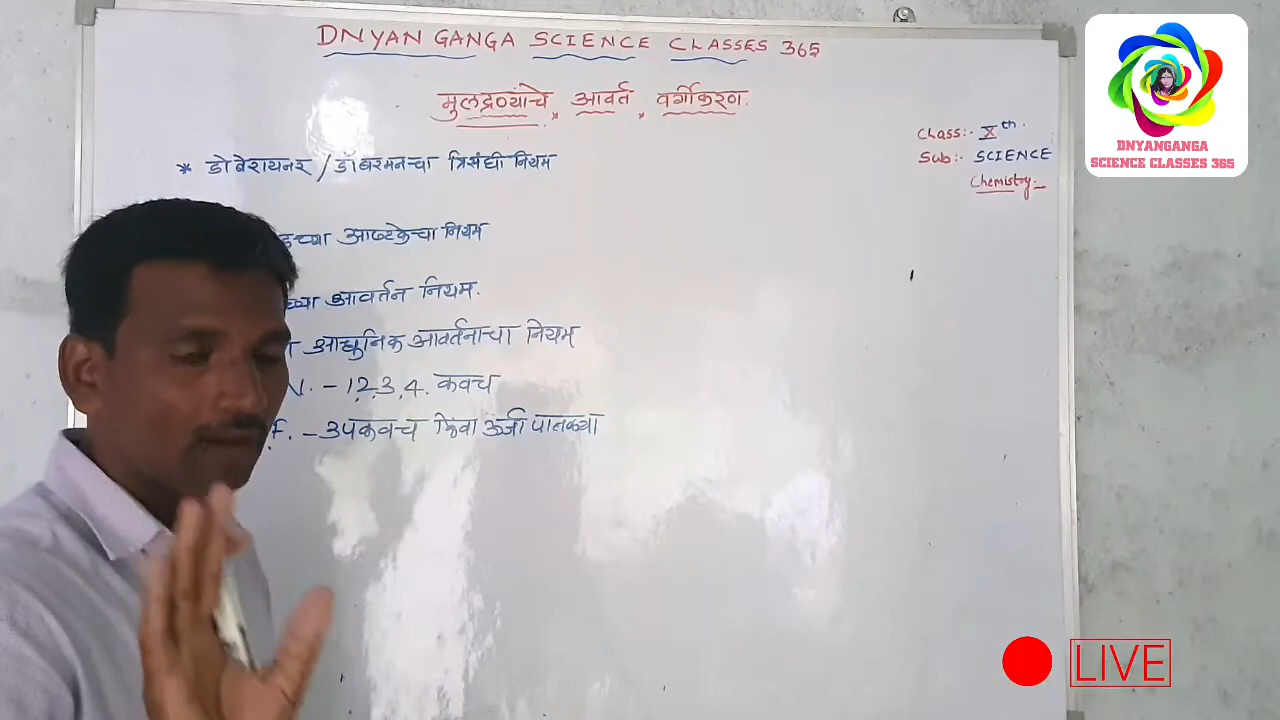 DNYAN GANGA SCIENCE CLASSES 365
मुलद्रव्यांचे आवर्त वर्गीकरण.
Class:- Xth.
Sub:- SCIENCE
Chemistry.
* डोबेरायनर / डॉबरमनचा त्रिसंधी नियम
आष्टकेचा नियम
आवर्तन नियम.
आधुनिक आवर्तनाचा नियम
- 1,2,3,4. कवच
f. - उपकवच किंवा ऊर्जा पातळ्या
DNYANGANGA
SCIENCE CLASSES 365
LIVE